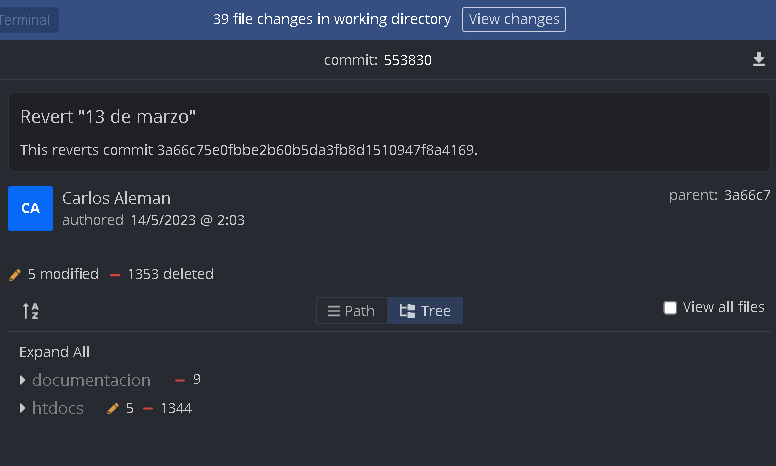 Terminal
39 file changes in working directory View changes
commit: 553830
Revert "13 de marzo"
This reverts commit 3a66c75e0fbbe2b60b5da3fb8d1510947f8a4169.
CA
Carlos Aleman
authored 14/5/2023 @ 2:03
parent: 3a66c7
5 modified 1353 deleted
A
Z
Path
Tree
View all files
Expand All
documentacion 9
htdocs 5 1344